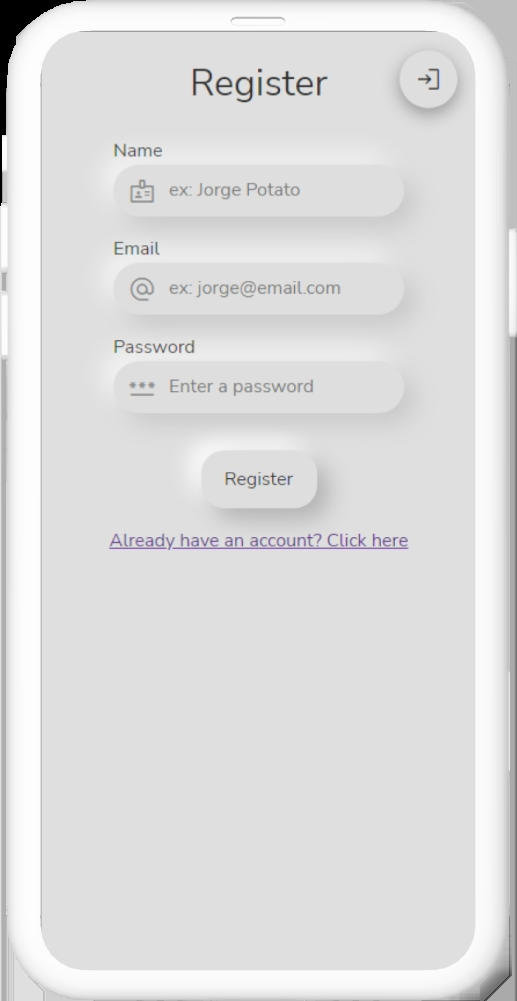 Register
Name
ex: Jorge Potato
Email
ex: jorge@email.com
Password
Enter a password
Register
Already have an account? Click here